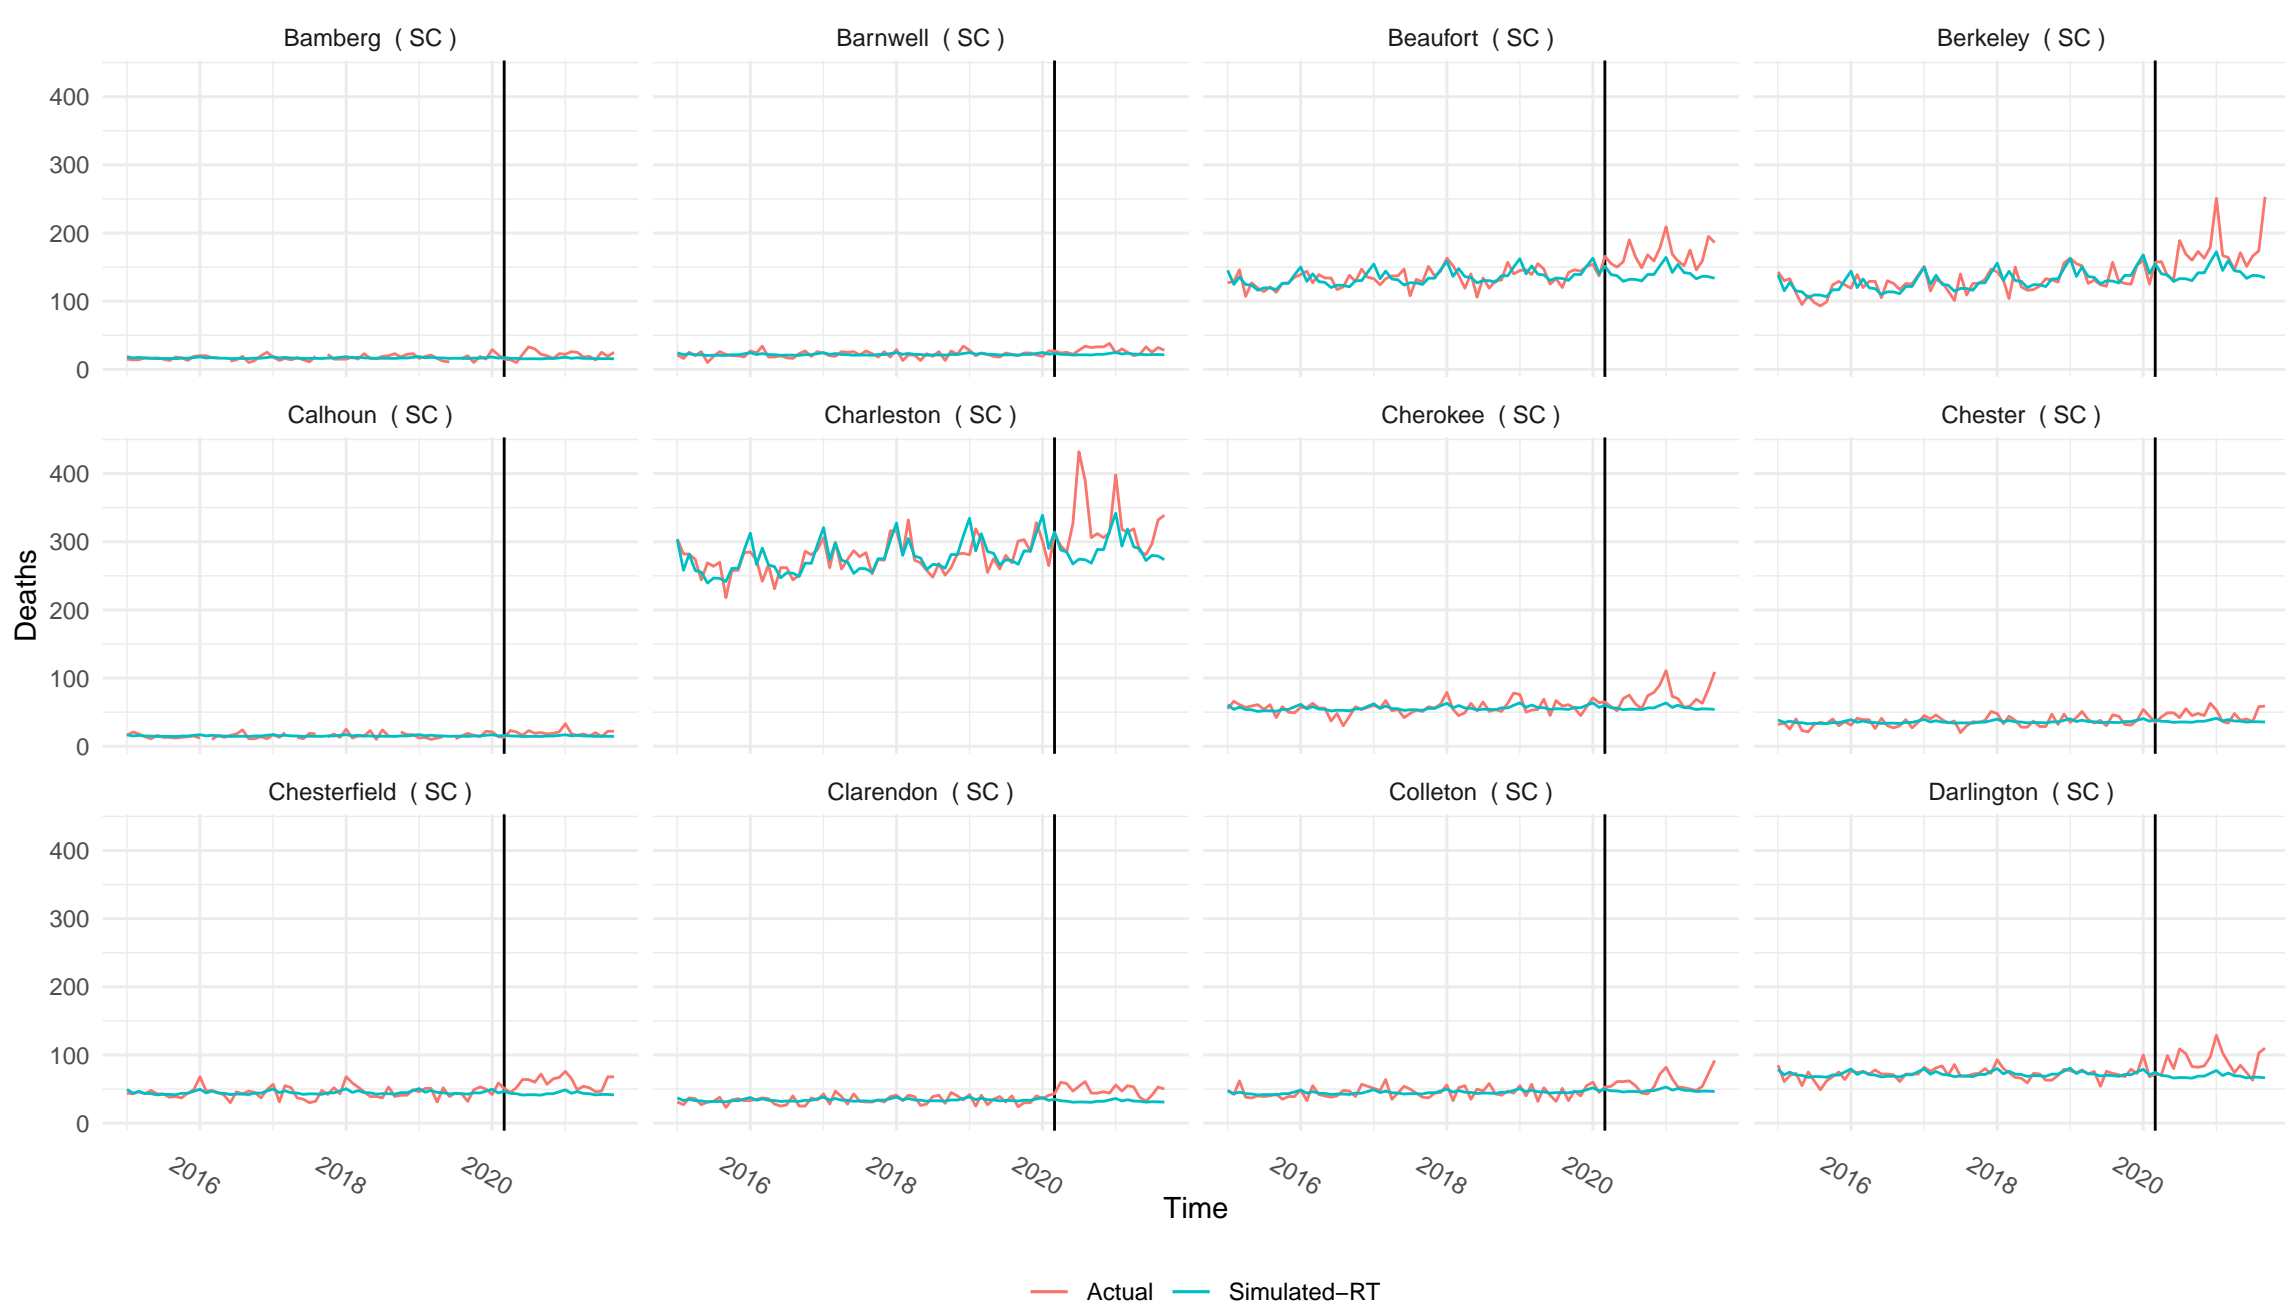 Bamberg ( SC ) Barnwell ( SC ) Beaufort ( SC ) Berkeley ( SC )
400
300
200
100
0
Calhoun ( SC ) Charleston ( SC ) Cherokee ( SC ) Chester ( SC )
400
300
200
100
0
Chesterfield ( SC ) Clarendon ( SC ) Colleton ( SC ) Darlington ( SC )
400
300
200
100
0
Deaths
2016 2018 2020 2016 2018 2020 2016 2018 2020 2016 2018 2020
Time
Actual Simulated−RT